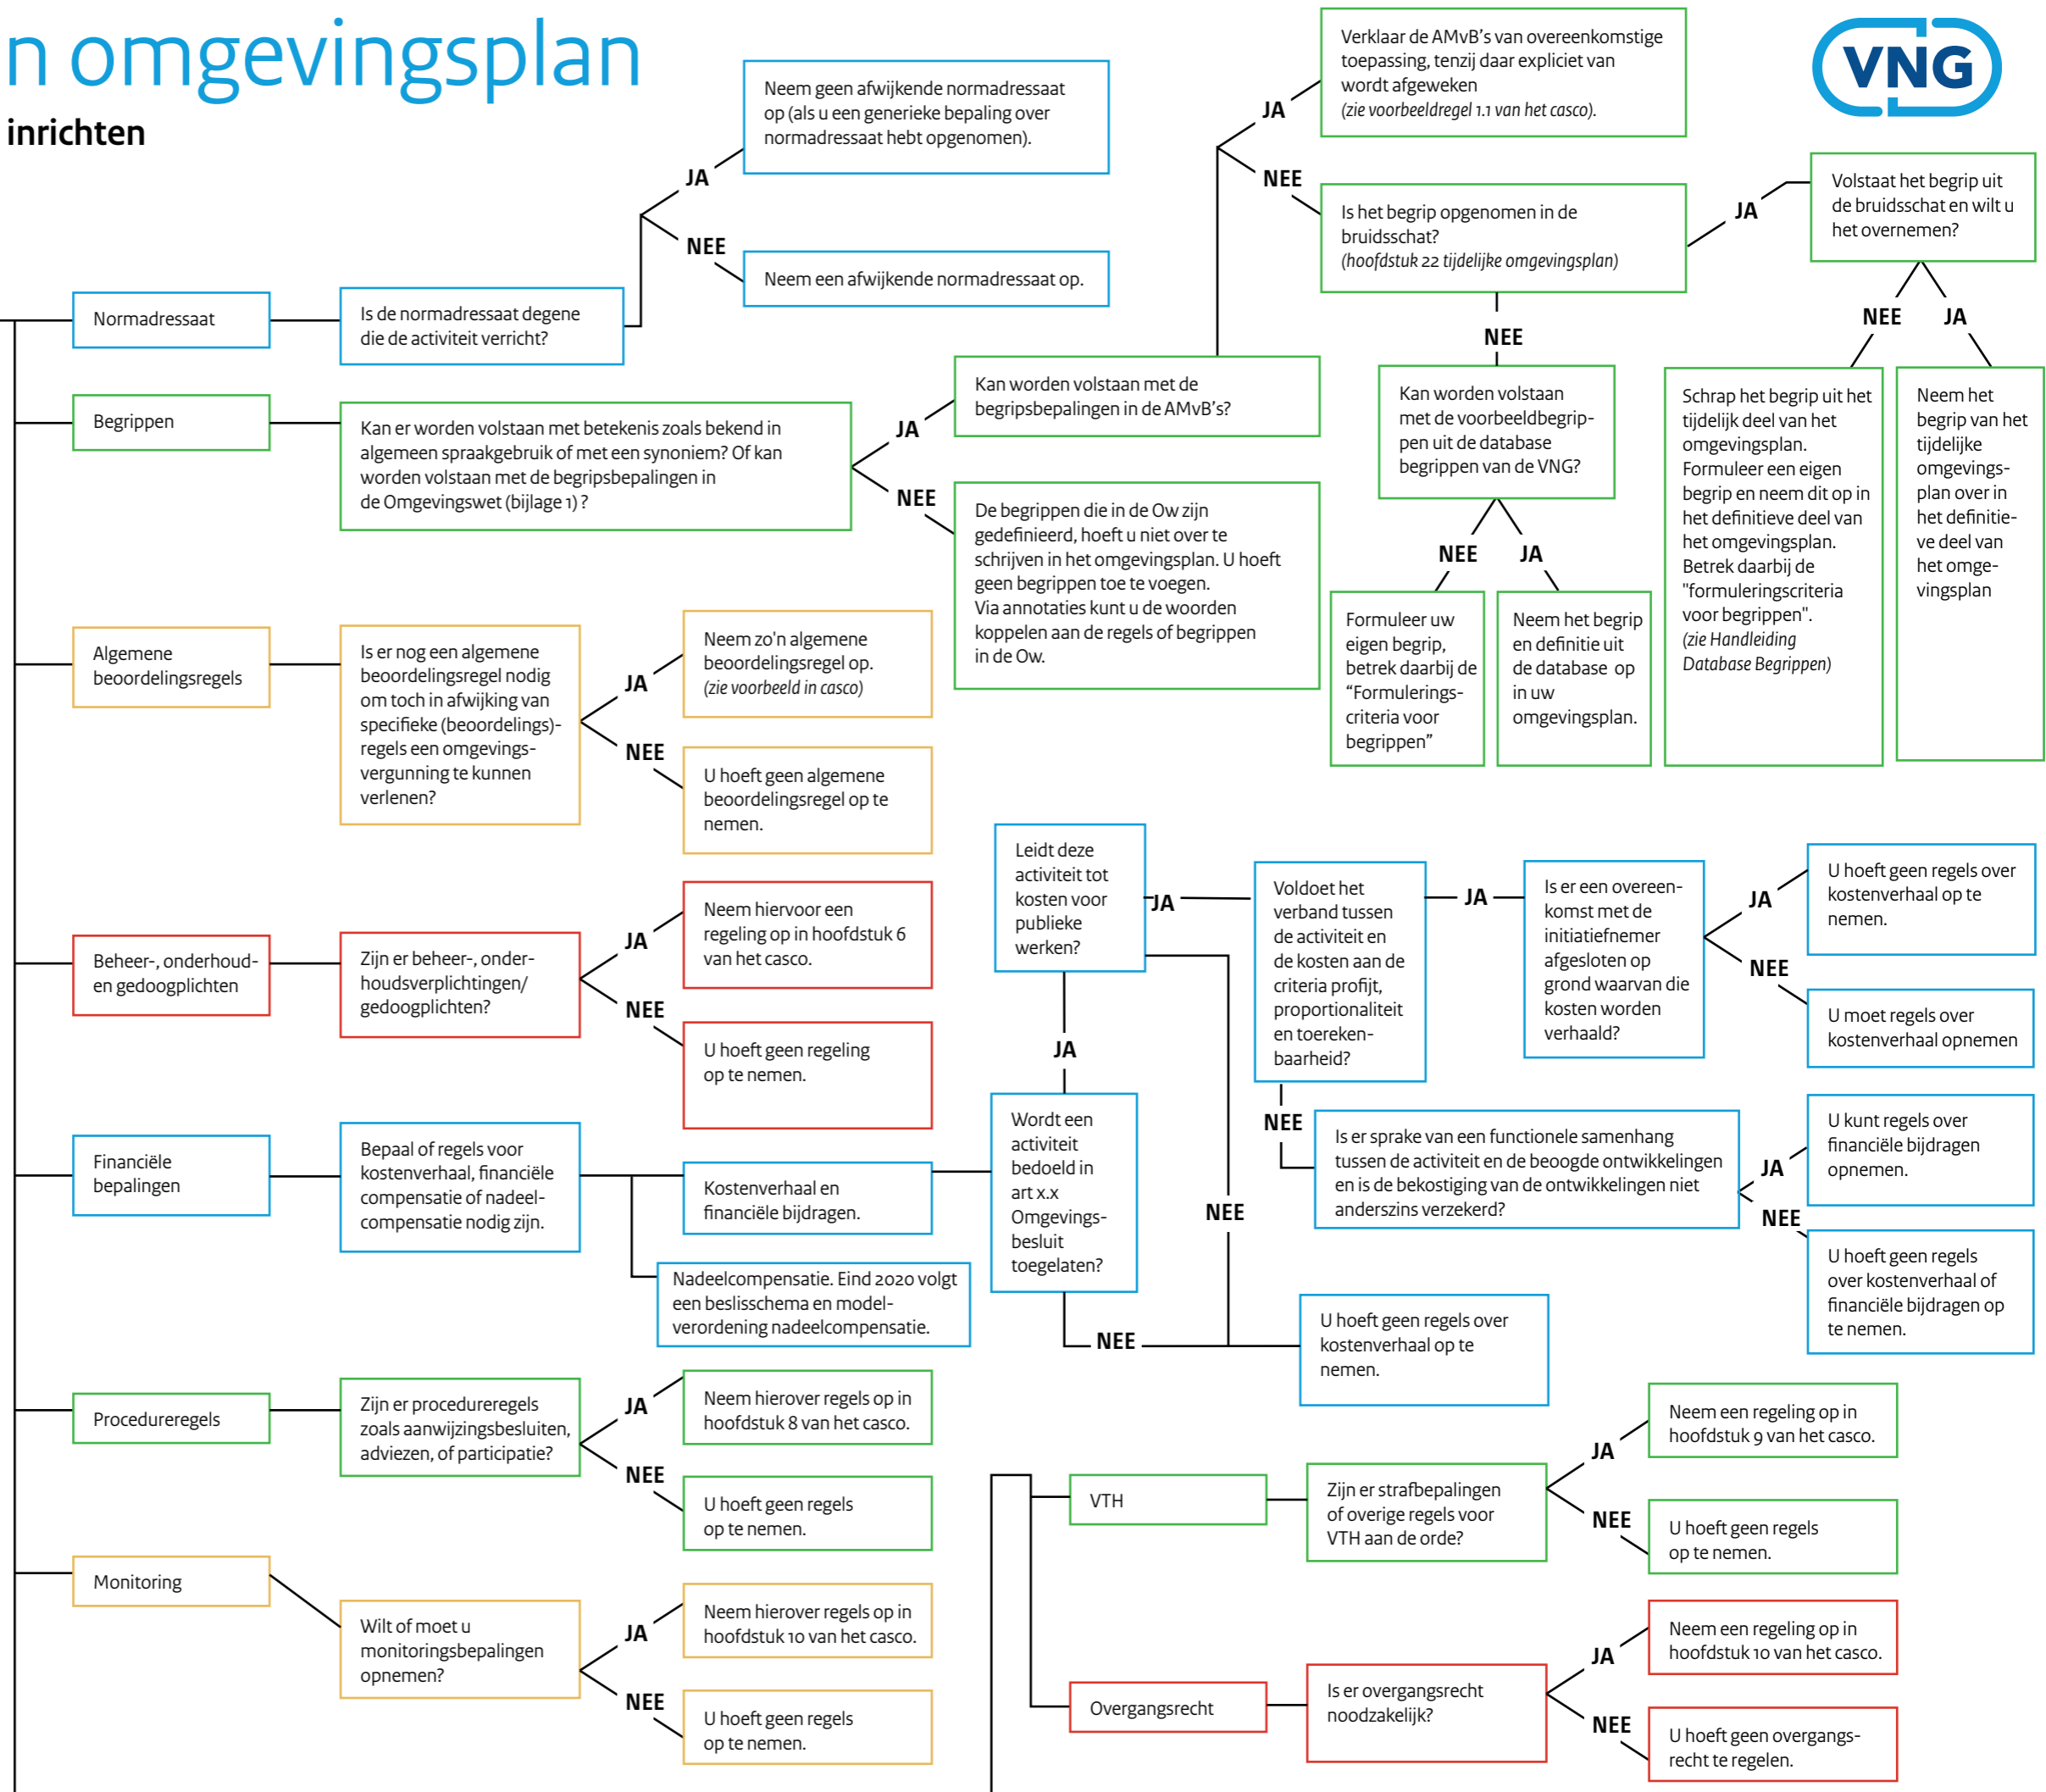 n omgevingsplan
inrichten
VNG
Normadressaat
Is de normadressaat degene
die de activiteit verricht?
JA
Neem geen afwijkende normadressaat
op (als u een generieke bepaling over
normadressaat hebt opgenomen).
NEE
Neem een afwijkende normadressaat op.
Begrippen
Kan er worden volstaan met betekenis zoals bekend in
algemeen spraakgebruik of met een synoniem? Of kan
worden volstaan met de begripsbepalingen in
de Omgevingswet (bijlage 1) ?
JA
Kan worden volstaan met de
begripsbepalingen in de AMvB's?
NEE
De begrippen die in de Ow zijn
gedefinieerd, hoeft u niet over te
schrijven in het omgevingsplan. U hoeft
geen begrippen toe te voegen.
Via annotaties kunt u de woorden
koppelen aan de regels of begrippen
in de Ow.
JA
Verklaar de AMvB's van overeenkomstige
toepassing, tenzij daar expliciet van
wordt afgeweken
(zie voorbeeldregel 1.1 van het casco).
NEE
Is het begrip opgenomen in de
bruidsschat?
(hoofdstuk 22 tijdelijke omgevingsplan)
JA
Volstaat het begrip uit
de bruidsschat en wilt u
het overnemen?
NEE
Schrap het begrip uit het
tijdelijk deel van het
omgevingsplan.
Formuleer een eigen
begrip en neem dit op in
het definitieve deel van
het omgevingsplan.
Betrek daarbij de
"formuleringscriteria
voor begrippen".
(zie Handleiding
Database Begrippen)
JA
Neem het
begrip van het
tijdelijke
omgevings-
plan over in
het definitie-
ve deel van
het omge-
vingsplan
NEE
Kan worden volstaan
met de voorbeeldbegrip-
pen uit de database
begrippen van de VNG?
NEE
Formuleer uw
eigen begrip,
betrek daarbij de
“Formulerings-
criteria voor
begrippen”
JA
Neem het begrip
en definitie uit
de database op
in uw
omgevingsplan.
Algemene
beoordelingsregels
Is er nog een algemene
beoordelingsregel nodig
om toch in afwijking van
specifieke (beoordelings)-
regels een omgevings-
vergunning te kunnen
verlenen?
JA
Neem zo'n algemene
beoordelingsregel op.
(zie voorbeeld in casco)
NEE
U hoeft geen algemene
beoordelingsregel op te
nemen.
Beheer-, onderhoud-
en gedoogplichten
Zijn er beheer-, onder-
houdsverplichtingen/
gedoogplichten?
JA
Neem hiervoor een
regeling op in hoofdstuk 6
van het casco.
NEE
U hoeft geen regeling
op te nemen.
Financiële
bepalingen
Bepaal of regels voor
kostenverhaal, financiële
compensatie of nadeel-
compensatie nodig zijn.
Kostenverhaal en
financiële bijdragen.
Nadeelcompensatie. Eind 2020 volgt
een beslisschema en model-
verordening nadeelcompensatie.
Wordt een
activiteit
bedoeld in
art x.x
Omgevings-
besluit
toegelaten?
JA
Leidt deze
activiteit tot
kosten voor
publieke
werken?
JA
Voldoet het
verband tussen
de activiteit en
de kosten aan de
criteria profijt,
proportionaliteit
en toereken-
baarheid?
JA
Is er een overeen-
komst met de
initiatiefnemer
afgesloten op
grond waarvan die
kosten worden
verhaald?
JA
U hoeft geen regels over
kostenverhaal op te
nemen.
NEE
U moet regels over
kostenverhaal opnemen
NEE
Is er sprake van een functionele samenhang
tussen de activiteit en de beoogde ontwikkelingen
en is de bekostiging van de ontwikkelingen niet
anderszins verzekerd?
JA
U kunt regels over
financiële bijdragen
opnemen.
NEE
U hoeft geen regels
over kostenverhaal of
financiële bijdragen op
te nemen.
NEE
NEE
U hoeft geen regels over
kostenverhaal op te
nemen.
Procedureregels
Zijn er procedureregels
zoals aanwijzingsbesluiten,
adviezen, of participatie?
JA
Neem hierover regels op in
hoofdstuk 8 van het casco.
NEE
U hoeft geen regels
op te nemen.
Monitoring
Wilt of moet u
monitoringsbepalingen
opnemen?
JA
Neem hierover regels op in
hoofdstuk 10 van het casco.
NEE
U hoeft geen regels
op te nemen.
VTH
Zijn er strafbepalingen
of overige regels voor
VTH aan de orde?
JA
Neem een regeling op in
hoofdstuk 9 van het casco.
NEE
U hoeft geen regels
op te nemen.
Overgangsrecht
Is er overgangsrecht
noodzakelijk?
JA
Neem een regeling op in
hoofdstuk 10 van het casco.
NEE
U hoeft geen overgangs-
recht te regelen.